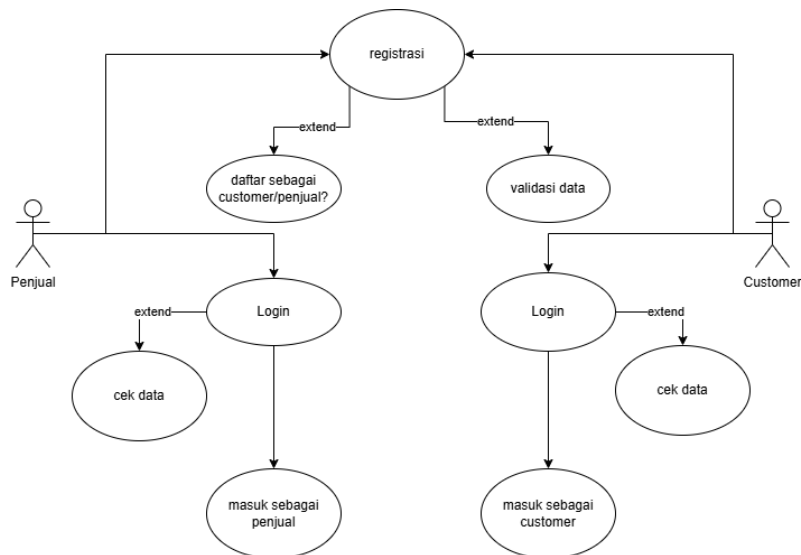 registrasi
extend
extend
daftar sebagai
customer/penjual?
validasi data
Penjual
Customer
Login
Login
extend
extend
cek data
cek data
masuk sebagai
penjual
masuk sebagai
customer